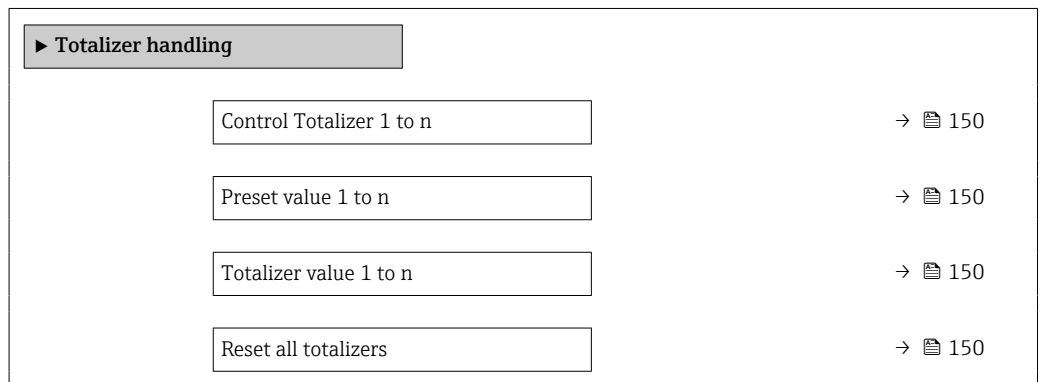 ▶ Totalizer handling
Control Totalizer 1 to n → 150
Preset value 1 to n → 150
Totalizer value 1 to n → 150
Reset all totalizers → 150